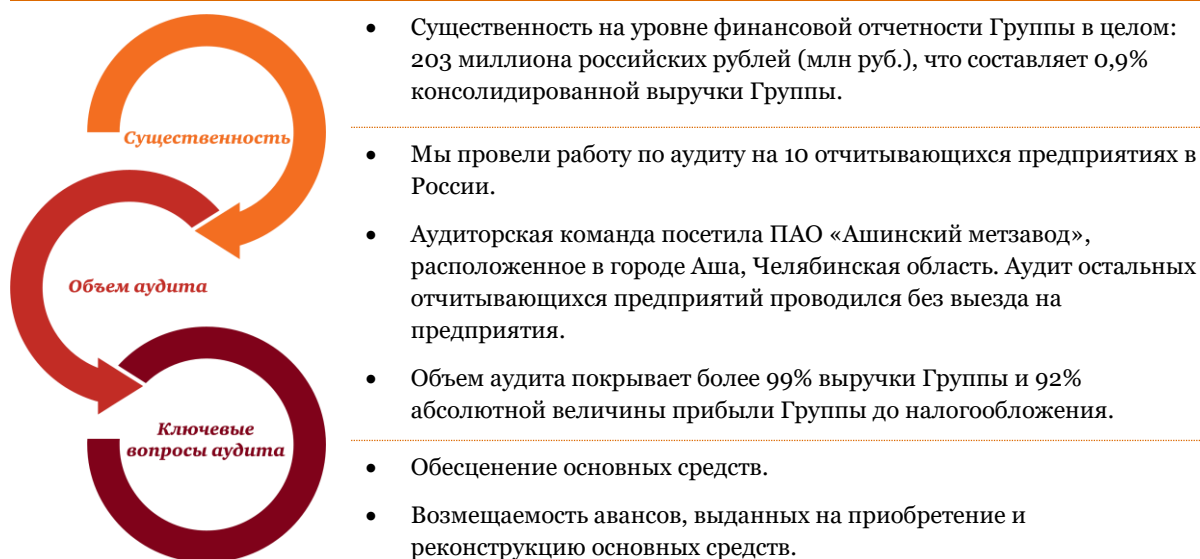 Существенность
Объем аудита
Ключевые
вопросы аудита
• Существенность на уровне финансовой отчетности Группы в целом:
203 миллиона российских рублей (млн руб.), что составляет 0,9%
консолидированной выручки Группы.
• Мы провели работу по аудиту на 10 отчитывающихся предприятиях в
России.
• Аудиторская команда посетила ПАО «Ашинский метзавод»,
расположенное в городе Аша, Челябинская область. Аудит остальных
отчитывающихся предприятий проводился без выезда на
предприятия.
• Объем аудита покрывает более 99% выручки Группы и 92%
абсолютной величины прибыли Группы до налогообложения.
• Обесценение основных средств.
• Возмещаемость авансов, выданных на приобретение и
реконструкцию основных средств.